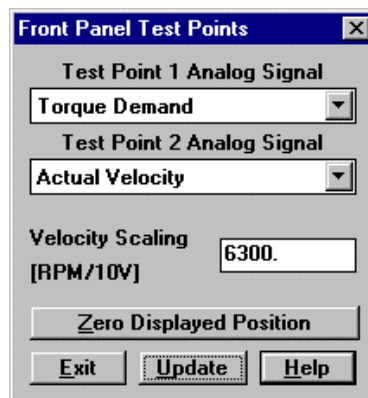 Front Panel Test Points
Test Point 1 Analog Signal
Torque Demand
Test Point 2 Analog Signal
Actual Velocity
Velocity Scaling
[RPM/10V]
6300.
Zero Displayed Position
Exit Update Help